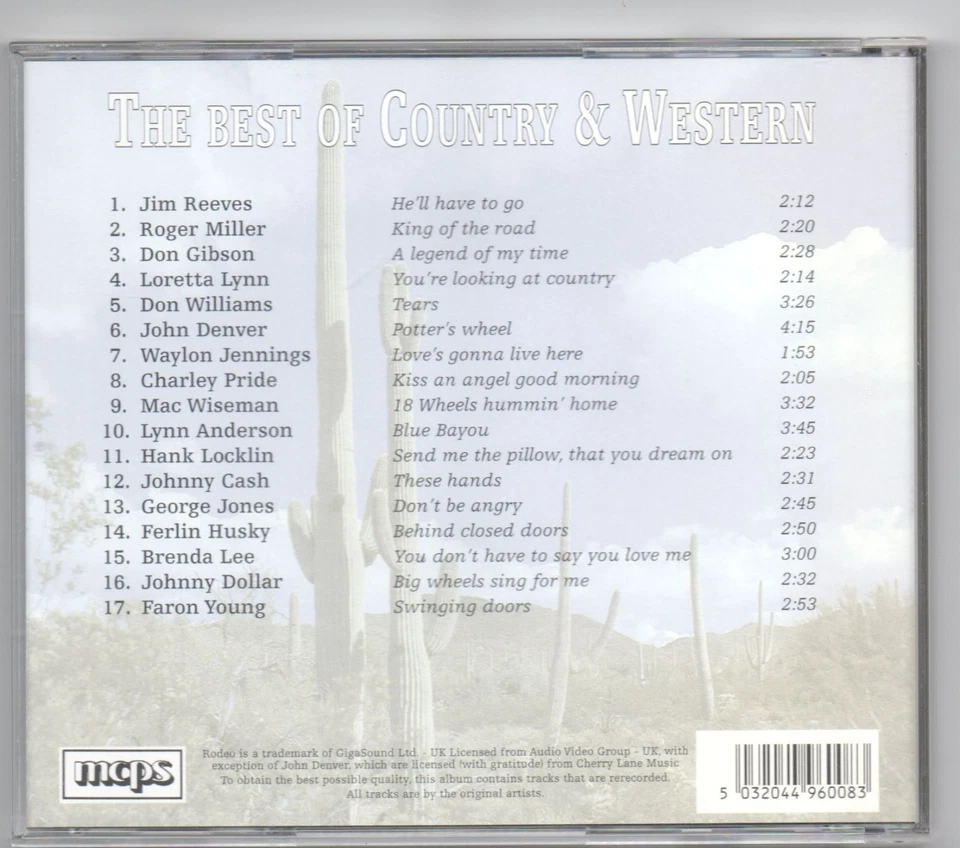 THE BEST OF COUNTRY & WESTERN
1. Jim Reeves He'll have to go 2:12
2. Roger Miller King of the road 2:20
3. Don Gibson A legend of my time 2:28
4. Loretta Lynn You're looking at country 2:14
5. Don Williams Tears 3:26
6. John Denver Potter's wheel 4:15
7. Waylon Jennings Love's gonna live here 1:53
8. Charley Pride Kiss an angel good morning 2:05
9. Mac Wiseman 18 Wheels hummin' home 3:32
10. Lynn Anderson Blue Bayou 3:45
11. Hank Locklin Send me the pillow, that you dream on 2:23
12. Johnny Cash These hands 2:31
13. George Jones Don't be angry 2:45
14. Ferlin Husky Behind closed doors 2:50
15. Brenda Lee You don't have to say you love me 3:00
16. Johnny Dollar Big wheels sing for me 2:32
17. Faron Young Swinging doors 2:53
mcps
Rodeo is a trademark of GigaSound Ltd. - UK Licensed from Audio Video Group - UK, with
exception of John Denver, which are licensed (with gratitude) from Cherry Lane Music
To obtain the best possible quality, this album contains tracks that are rerecorded.
All tracks are by the original artists.
5 032044 960083